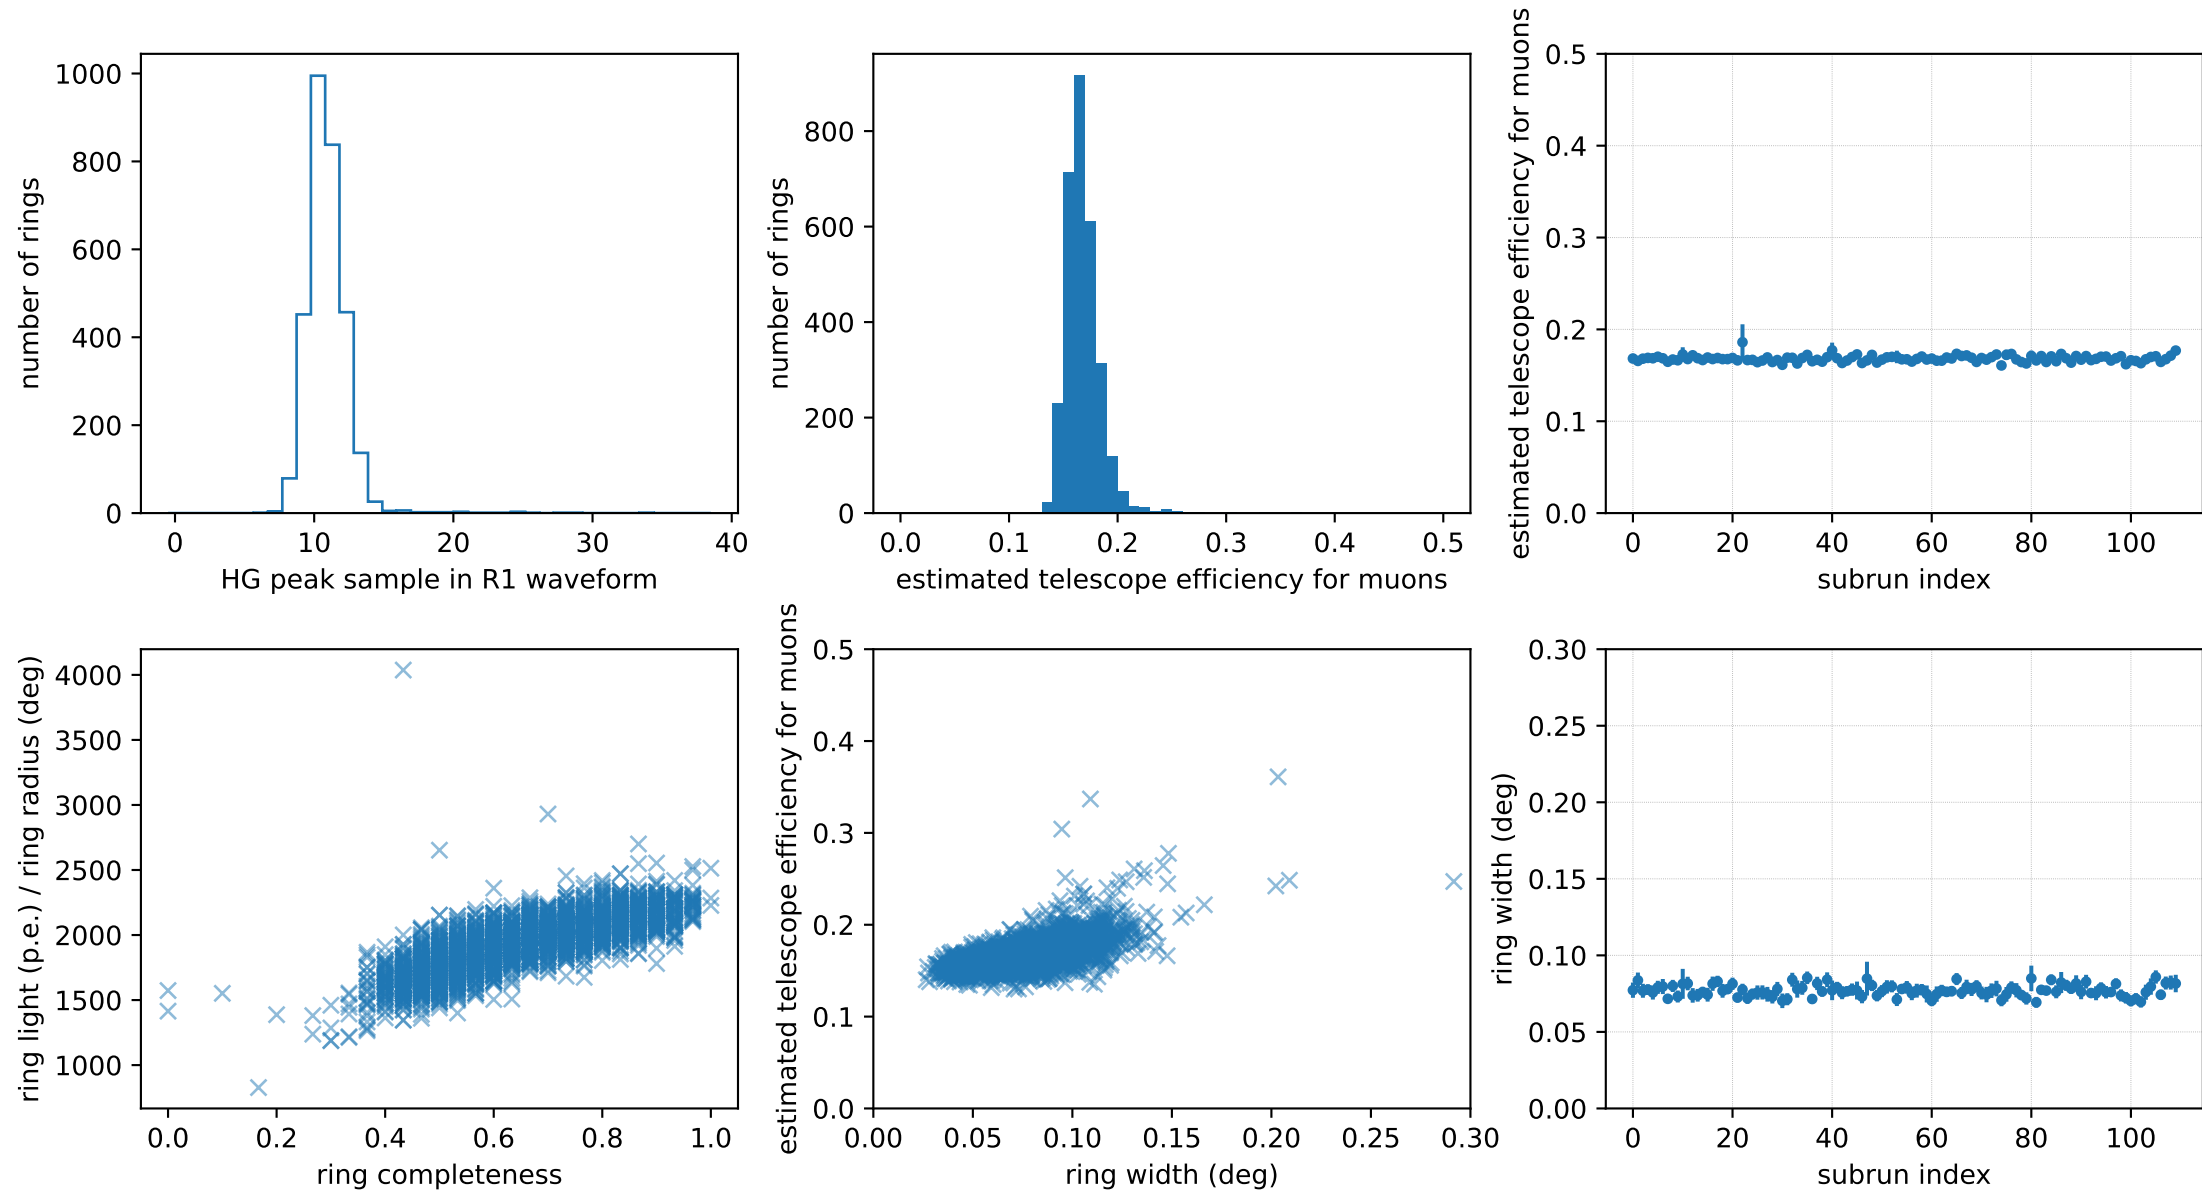 number of rings
1000
800
600
400
200
0
0 10 20 30 40
HG peak sample in R1 waveform
number of rings
800
600
400
200
0
0.0 0.1 0.2 0.3 0.4 0.5
estimated telescope efficiency for muons
estimated telescope efficiency for muons
0.5
0.4
0.3
0.2
0.1
0.0
0 20 40 60 80 100
subrun index
ring light (p.e.) / ring radius (deg)
4000
3500
3000
2500
2000
1500
1000
0.0 0.2 0.4 0.6 0.8 1.0
ring completeness
estimated telescope efficiency for muons
0.5
0.4
0.3
0.2
0.1
0.0
0.00 0.05 0.10 0.15 0.20 0.25 0.30
ring width (deg)
ring width (deg)
0.30
0.25
0.20
0.15
0.10
0.05
0.00
0 20 40 60 80 100
subrun index